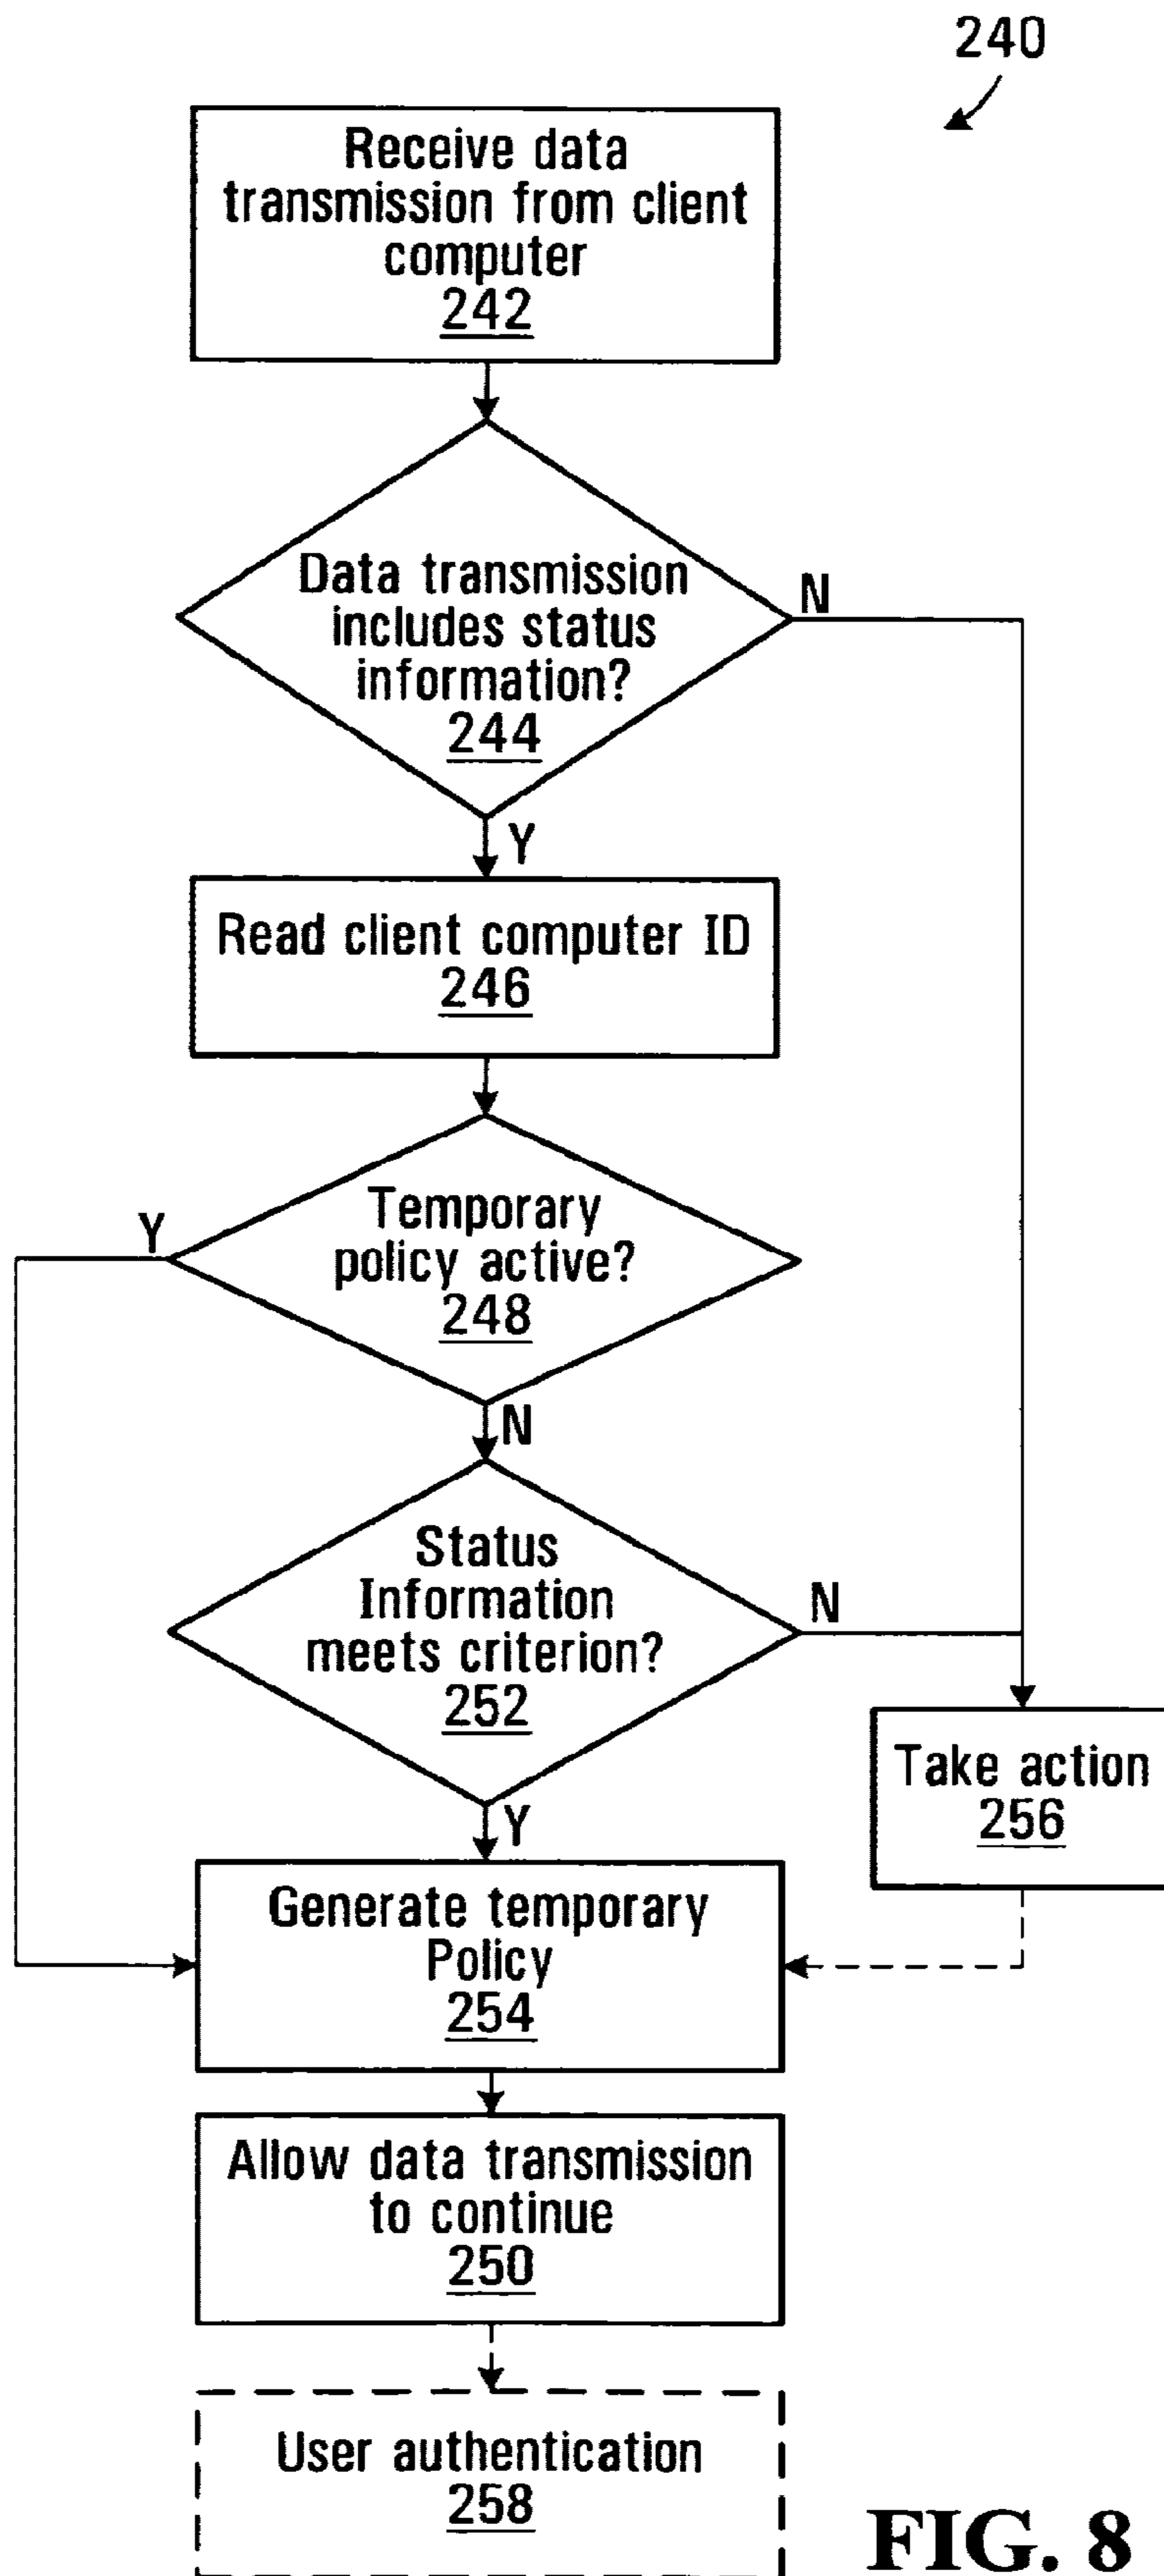 240
Receive data
transmission from client
computer
242
Data transmission
includes status
information?
244
N
Y
Read client computer ID
246
Temporary
policy active?
248
Y
N
Status
Information
meets criterion?
252
N
Y
Take action
256
Generate temporary
Policy
254
Allow data transmission
to continue
250
User authentication
258
FIG. 8